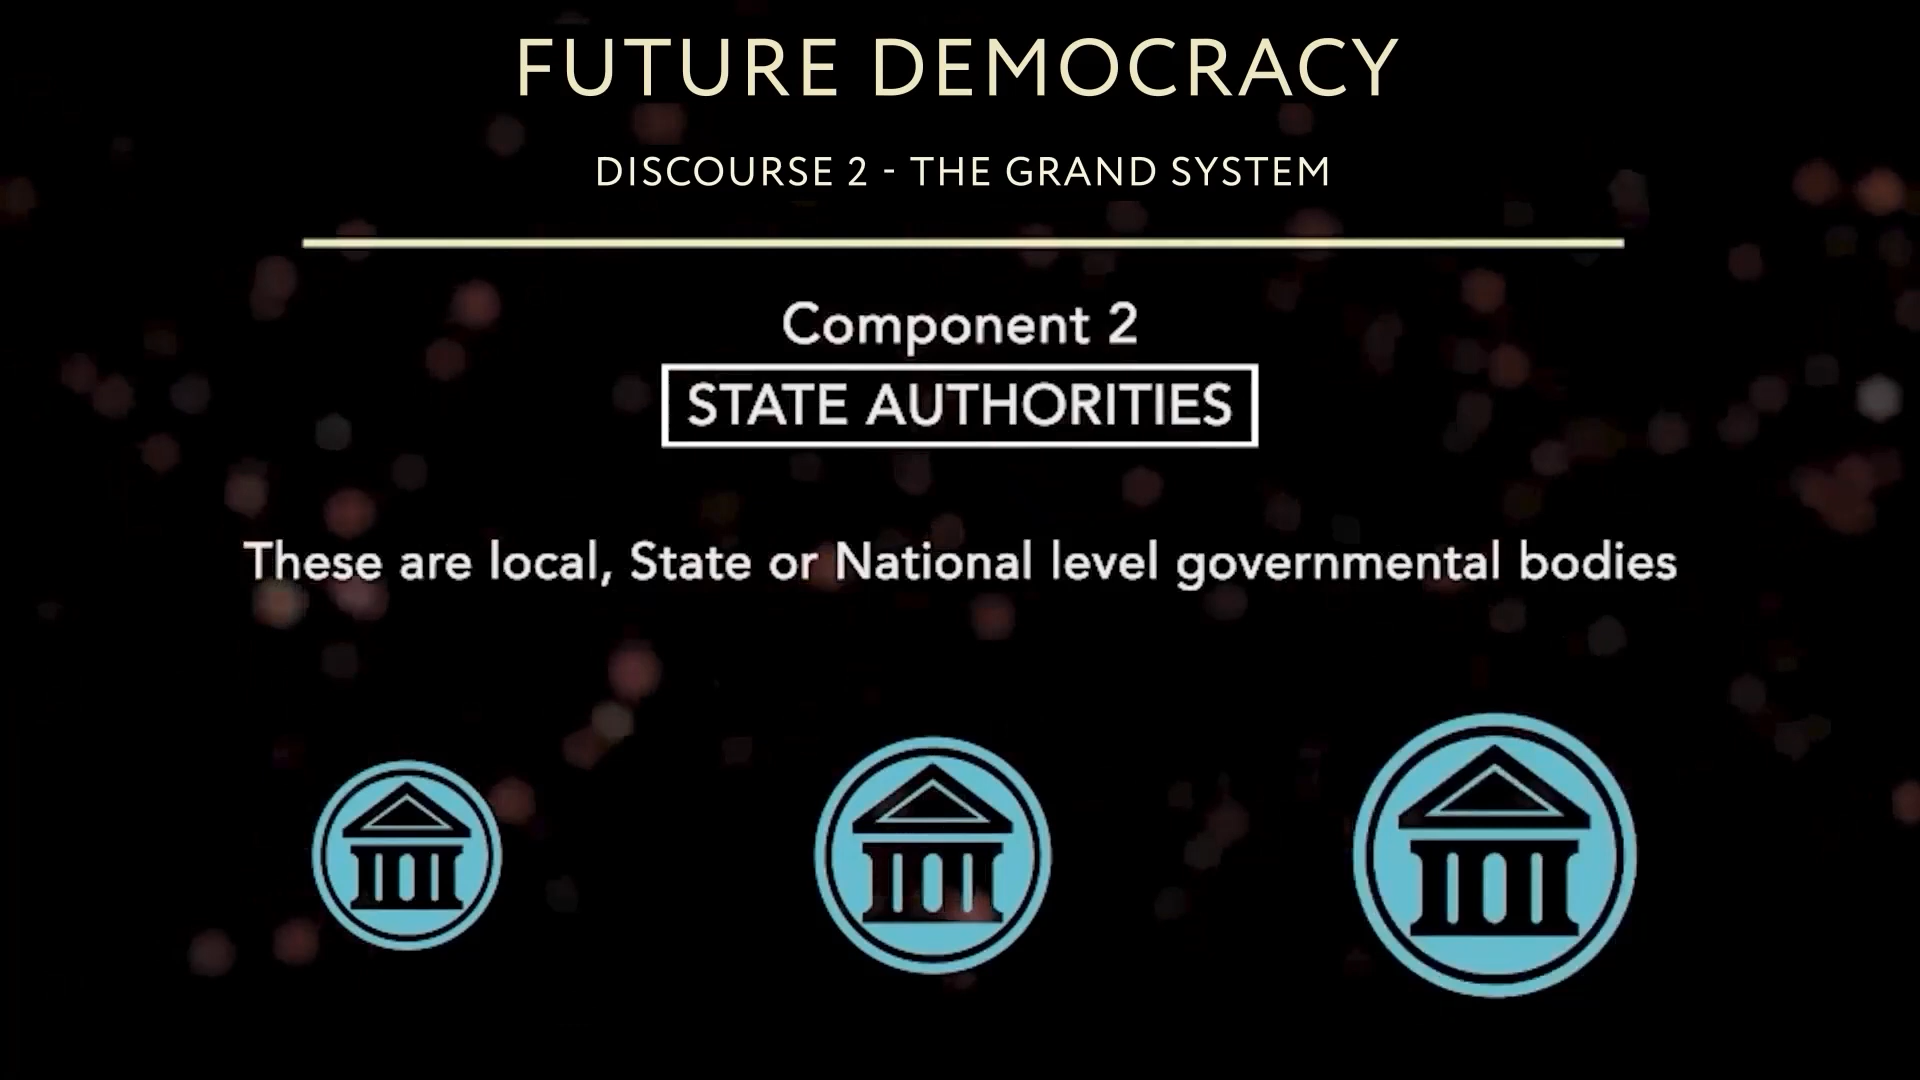 FUTURE DEMOCRACY
DISCOURSE 2 - THE GRAND SYSTEM
Component 2
STATE AUTHORITIES
These are local, State or National level governmental bodies